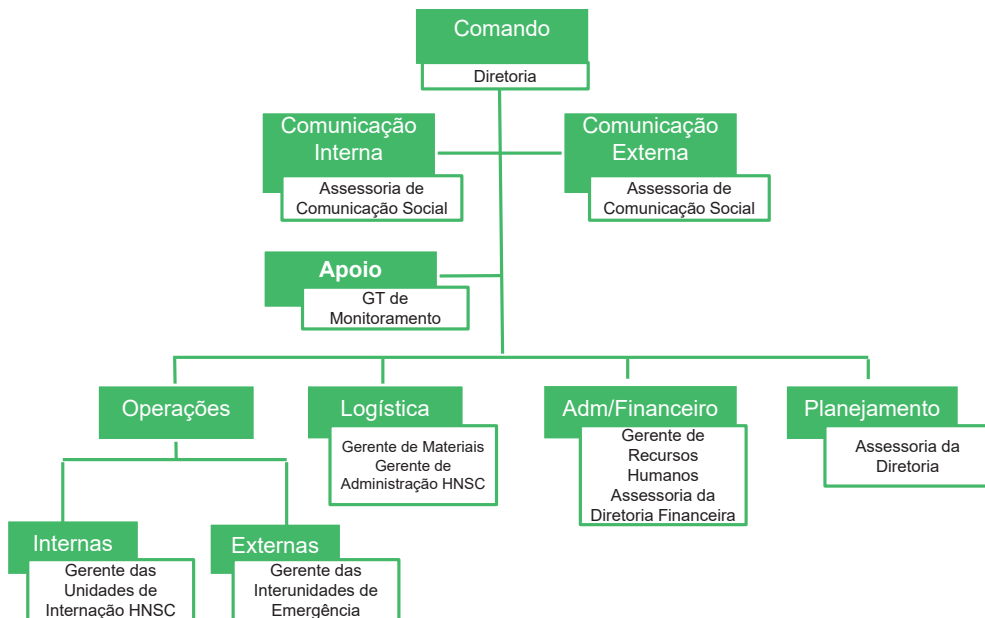 Comando
Diretoria
Comunicação
Interna
Assessoria de
Comunicação Social
Comunicação
Externa
Assessoria de
Comunicação Social
Apoio
GT de
Monitoramento
Operações
Logística
Gerente de Materiais
Gerente de
Administração HNSC
Adm/Financeiro
Gerente de
Recursos
Humanos
Assessoria da
Diretoria Financeira
Planejamento
Assessoria da
Diretoria
Internas
Gerente das
Unidades de
Internação HNSC
Externas
Gerente das
Interunidades de
Emergência